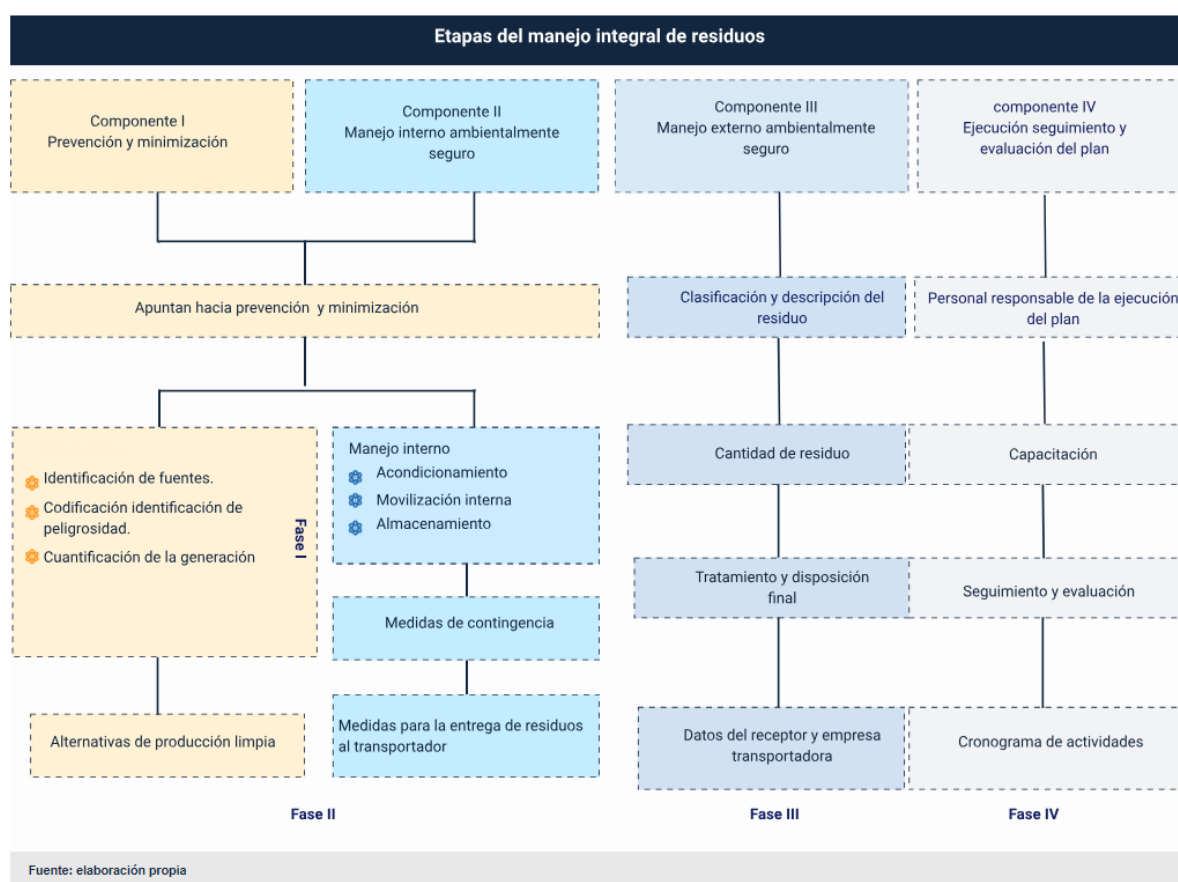 Etapas del manejo integral de residuos
Componente I
Prevención y minimización
Componente II
Manejo interno ambientalmente
seguro
Componente III
Manejo externo ambientalmente
seguro
componente IV
Ejecución seguimiento y
evaluación del plan
Apuntan hacia prevención y minimización
Clasificación y descripción del
residuo
Personal responsable de la ejecución
del plan
Identificación de fuentes.
Codificación identificación de
peligrosidad.
Cuantificación de la generación
Fase I
Manejo interno
Acondicionamiento
Movilización interna
Almacenamiento
Cantidad de residuo
Capacitación
Medidas de contingencia
Tratamiento y disposición
final
Seguimiento y evaluación
Alternativas de producción limpia
Medidas para la entrega de residuos
al transportador
Datos del receptor y empresa
transportadora
Cronograma de actividades
Fase II
Fase III
Fase IV
Fuente: elaboración propia